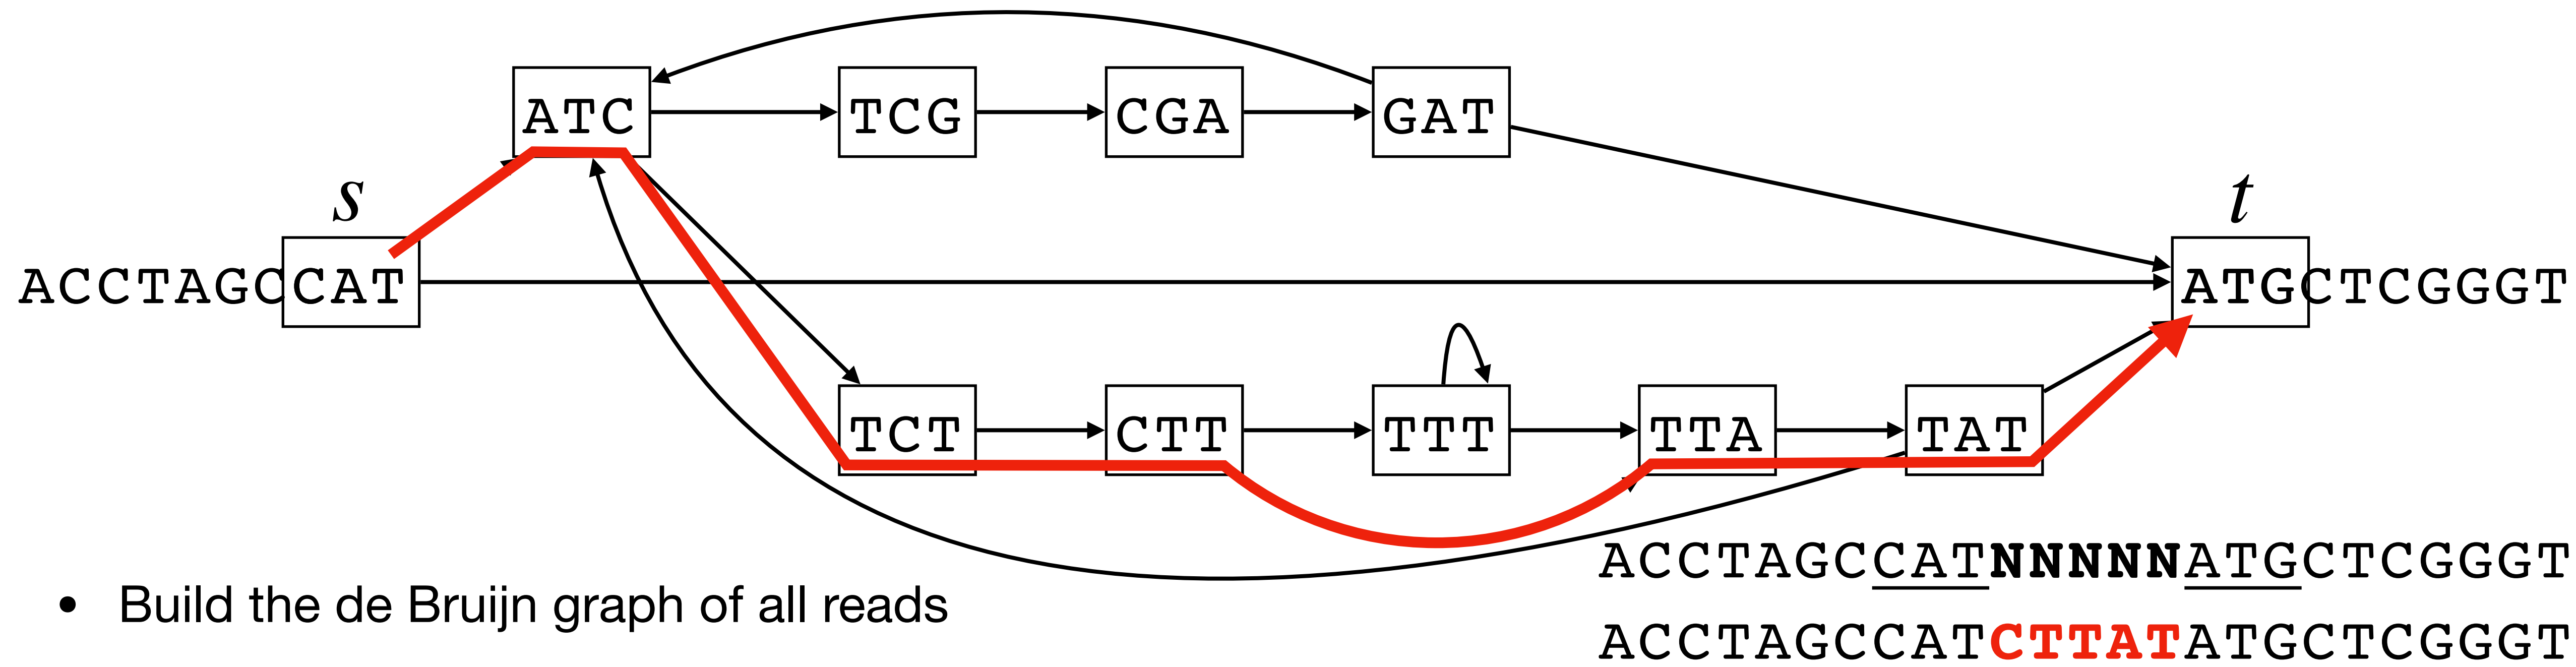 ATC TCG CGA GAT
s t
ACCTAGCCAT ATGCTCGGGT
TCT CTT TTT TTA TAT
ACCTAGCCATNNNNNATGCTCGGGT
• Build the de Bruijn graph of all reads
ACCTAGCCATCTTATATGCTCGGGT